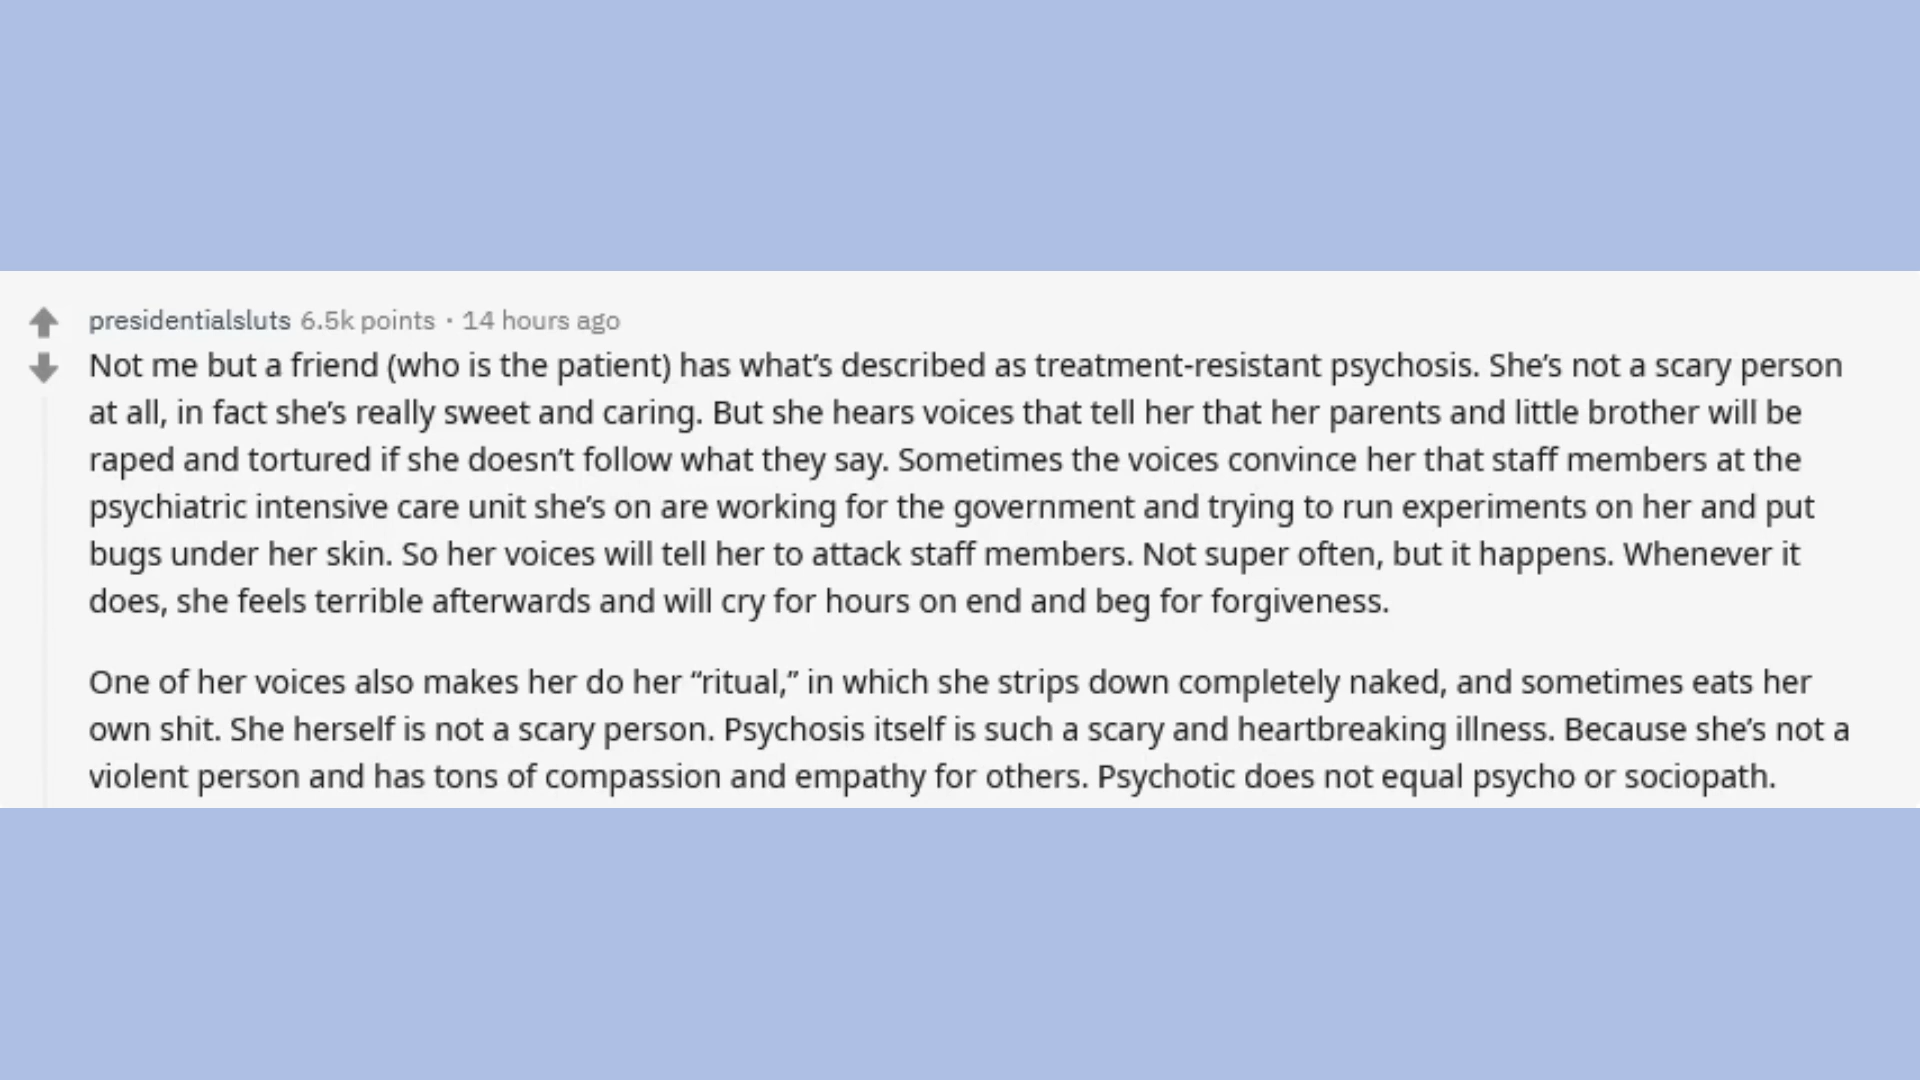 presidentialsluts 6.5k points · 14 hours ago
Not me but a friend (who is the patient) has what’s described as treatment-resistant psychosis. She’s not a scary person
at all, in fact she’s really sweet and caring. But she hears voices that tell her that her parents and little brother will be
raped and tortured if she doesn’t follow what they say. Sometimes the voices convince her that staff members at the
psychiatric intensive care unit she’s on are working for the government and trying to run experiments on her and put
bugs under her skin. So her voices will tell her to attack staff members. Not super often, but it happens. Whenever it
does, she feels terrible afterwards and will cry for hours on end and beg for forgiveness.
One of her voices also makes her do her “ritual,” in which she strips down completely naked, and sometimes eats her
own shit. She herself is not a scary person. Psychosis itself is such a scary and heartbreaking illness. Because she’s not a
violent person and has tons of compassion and empathy for others. Psychotic does not equal psycho or sociopath.